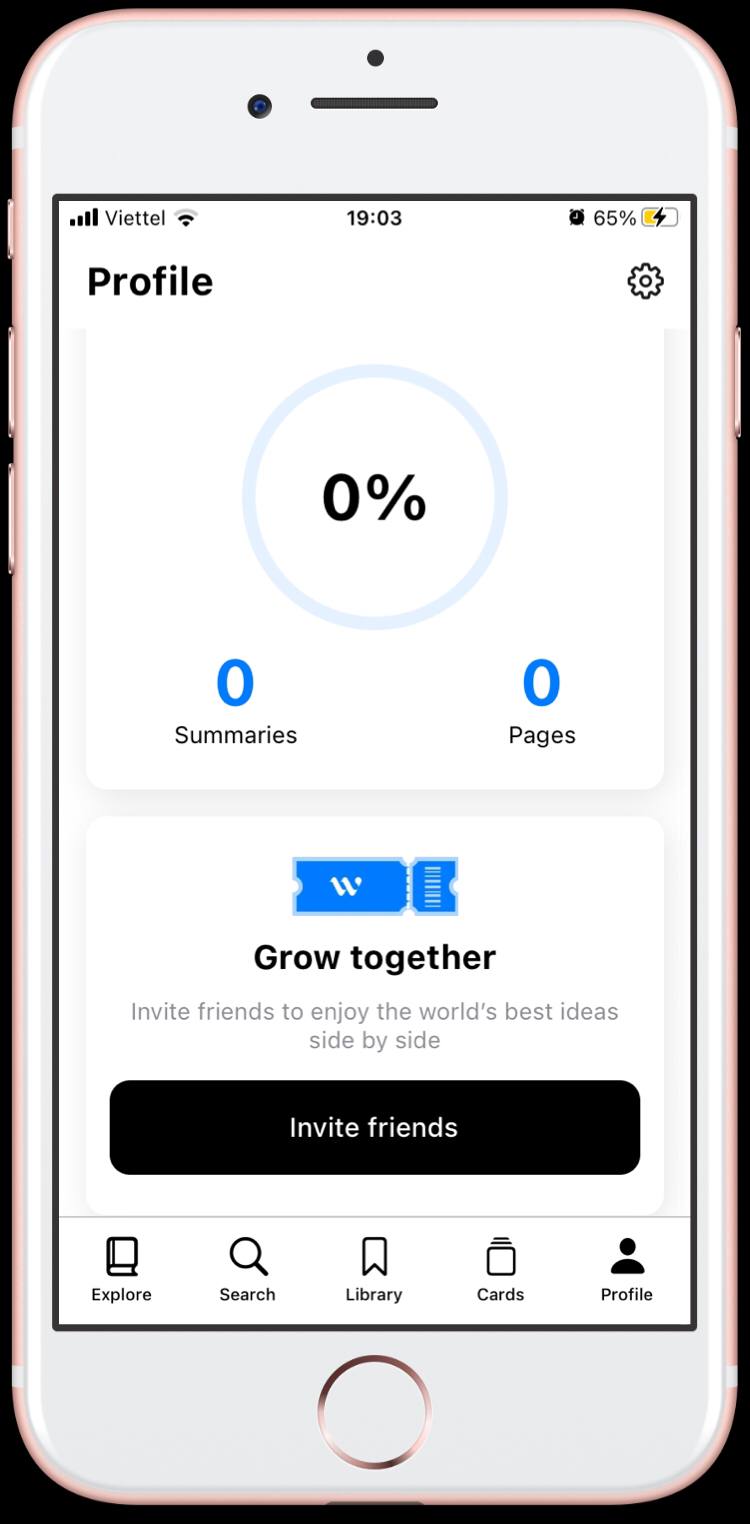 Viettel 19:03 65%
Profile
0%
0 0
Summaries Pages
W
Grow together
Invite friends to enjoy the world's best ideas
side by side
Invite friends
Explore Search Library Cards Profile